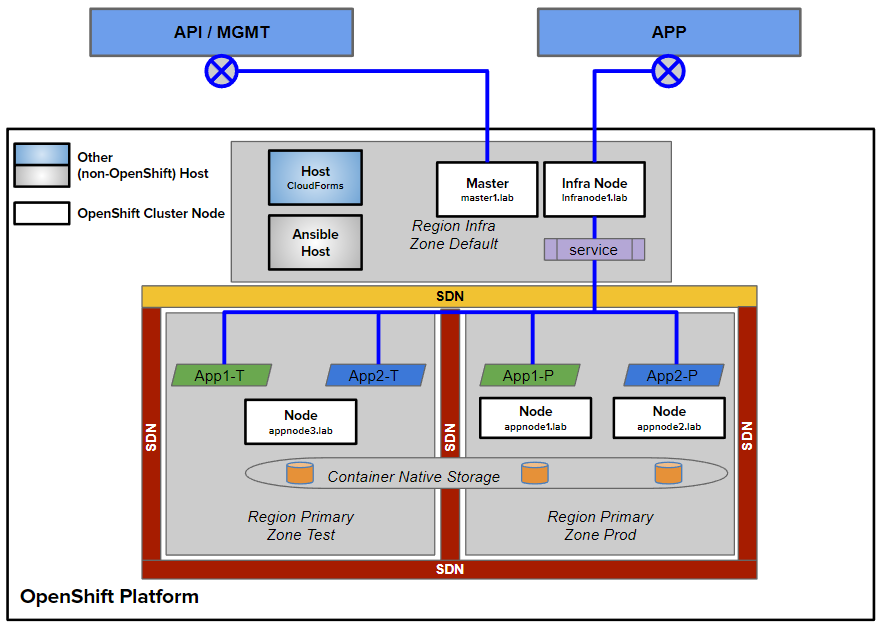 API / MGMT
APP
Other
(non-OpenShift) Host
OpenShift Cluster Node
Host
CloudForms
Ansible
Host
Master
master1.lab
Infra Node
Infranode1.lab
Region Infra
Zone Default
service
SDN
App1-T
App2-T
App1-P
App2-P
Node
appnode3.lab
Node
appnode1.lab
Node
appnode2.lab
SDN
SDN
SDN
Container Native Storage
Region Primary
Zone Test
Region Primary
Zone Prod
SDN
OpenShift Platform